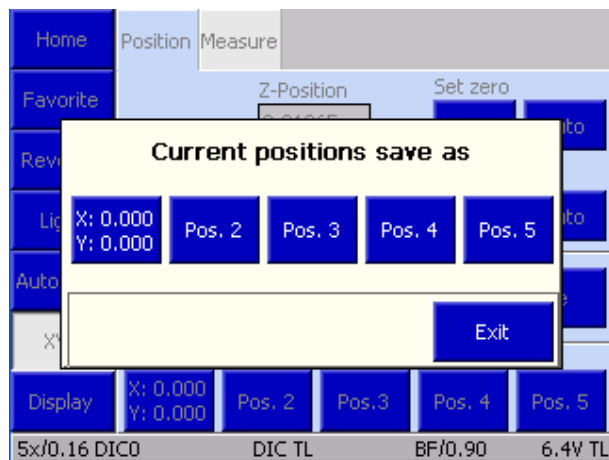 Home
Position
Measure
Favorite
Z-Position
Set zero
Current positions save as
X: 0.000
Y: 0.000
Pos. 2
Pos. 3
Pos. 4
Pos. 5
Exit
Display
X: 0.000
Y: 0.000
Pos. 2
Pos.3
Pos. 4
Pos. 5
5x/0.16 DIC0
DIC TL
BF/0.90
6.4V TL